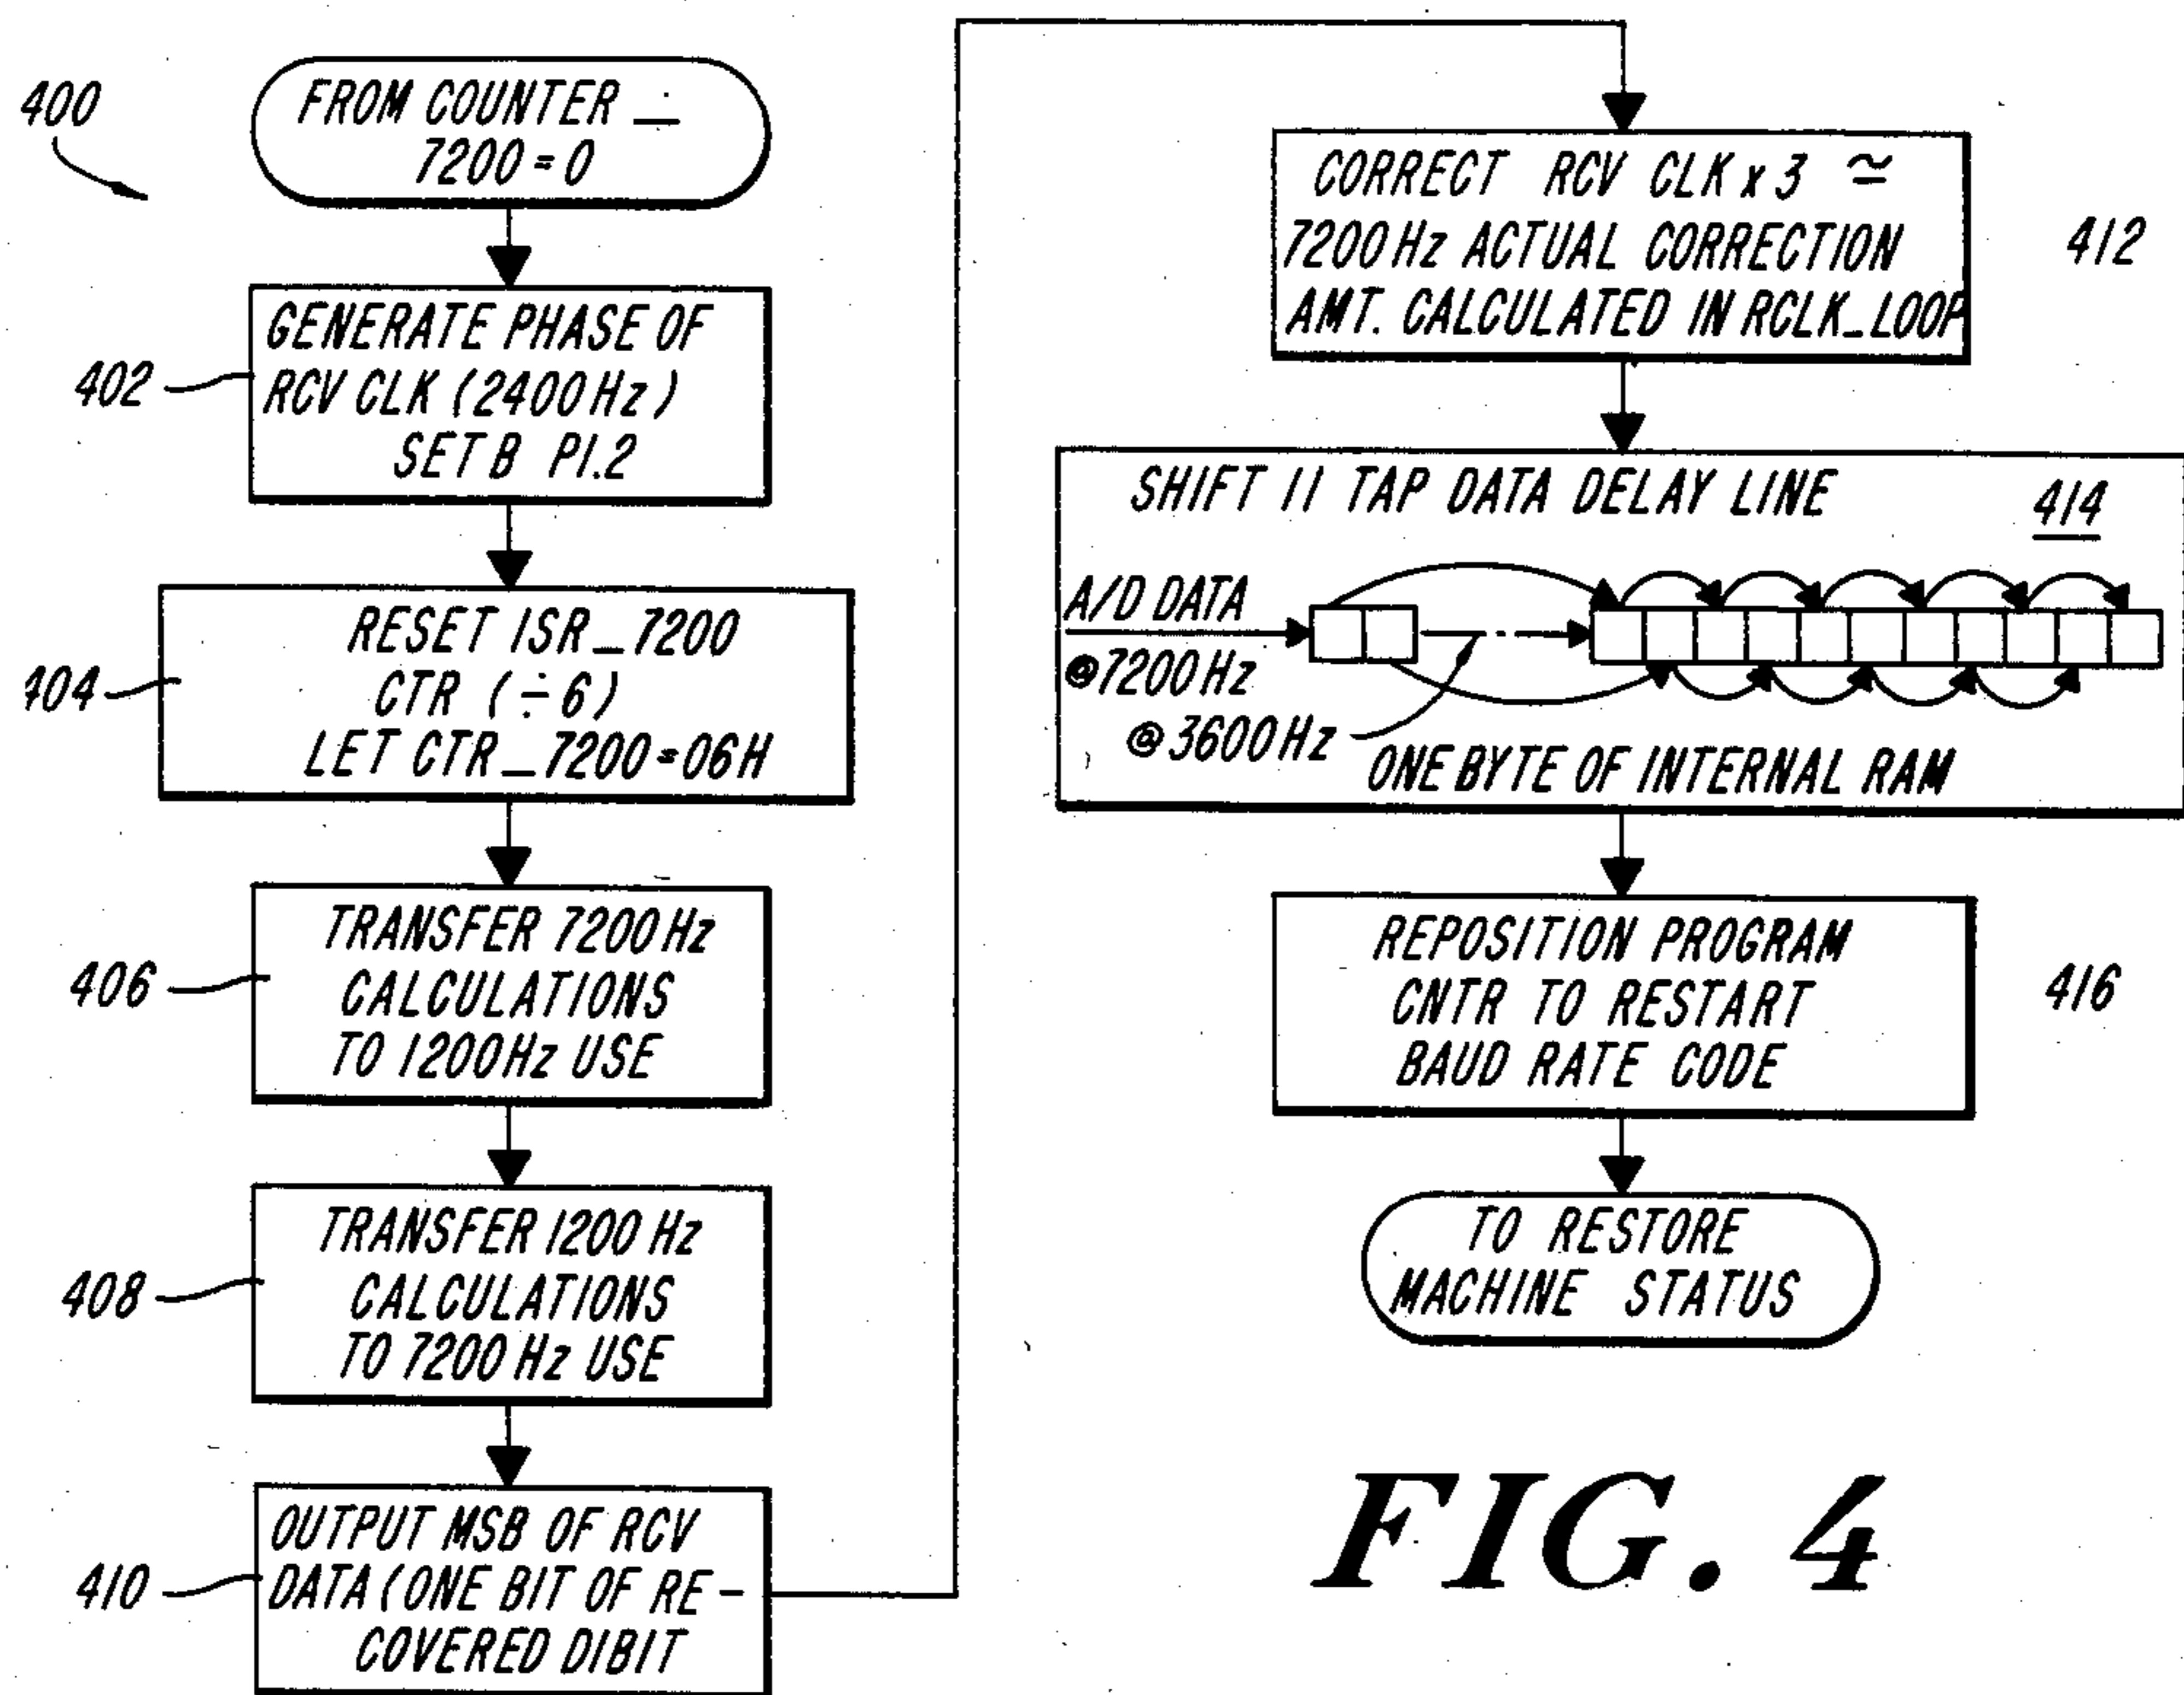 400
FROM COUNTER _
7200 = 0
402
GENERATE PHASE OF
RCV CLK (2400 Hz)
SET B P1.2
404
RESET ISR_7200
CTR (÷6)
LET CTR_7200=06H
406
TRANSFER 7200 Hz
CALCULATIONS
TO 1200 Hz USE
408
TRANSFER 1200 Hz
CALCULATIONS
TO 7200 Hz USE
410
OUTPUT MSB OF RCV
DATA (ONE BIT OF RE-
COVERED DIBIT
CORRECT RCV CLK x 3 ≃
7200 Hz ACTUAL CORRECTION
AMT. CALCULATED IN RCLK_LOOP
412
SHIFT 11 TAP DATA DELAY LINE
414
A/D DATA
@7200 Hz
@3600 Hz
ONE BYTE OF INTERNAL RAM
REPOSITION PROGRAM
CNTR TO RESTART
BAUD RATE CODE
416
TO RESTORE
MACHINE STATUS
FIG. 4